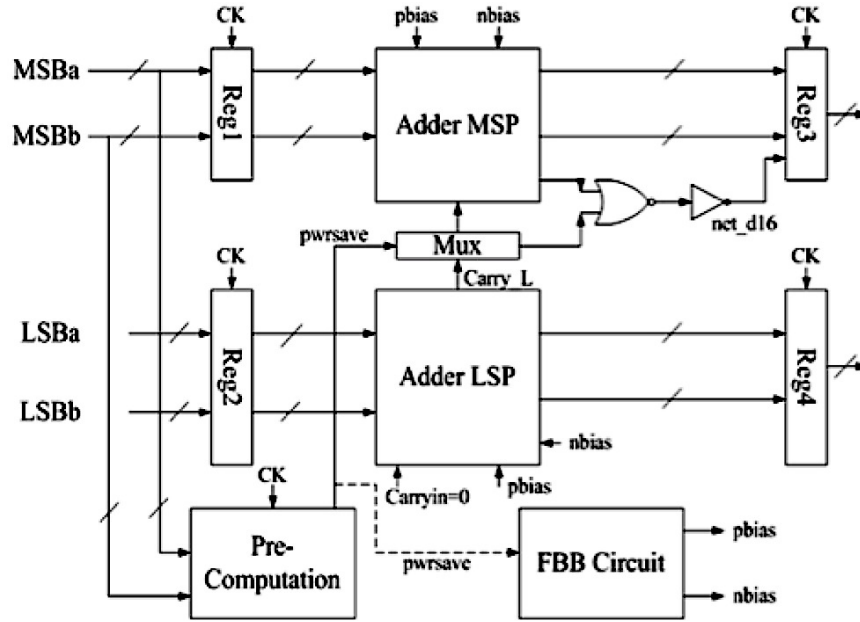 CK
pbias
nbias
CK
MSBa
MSBb
Reg1
Adder MSP
Reg3
pwrsave
Mux
net_d16
CK
Carry_L
CK
LSBa
LSBb
Reg2
Adder LSP
Reg4
nbias
CK
Carryin=0
pbias
Pre-
Computation
pwrsave
FBB Circuit
pbias
nbias